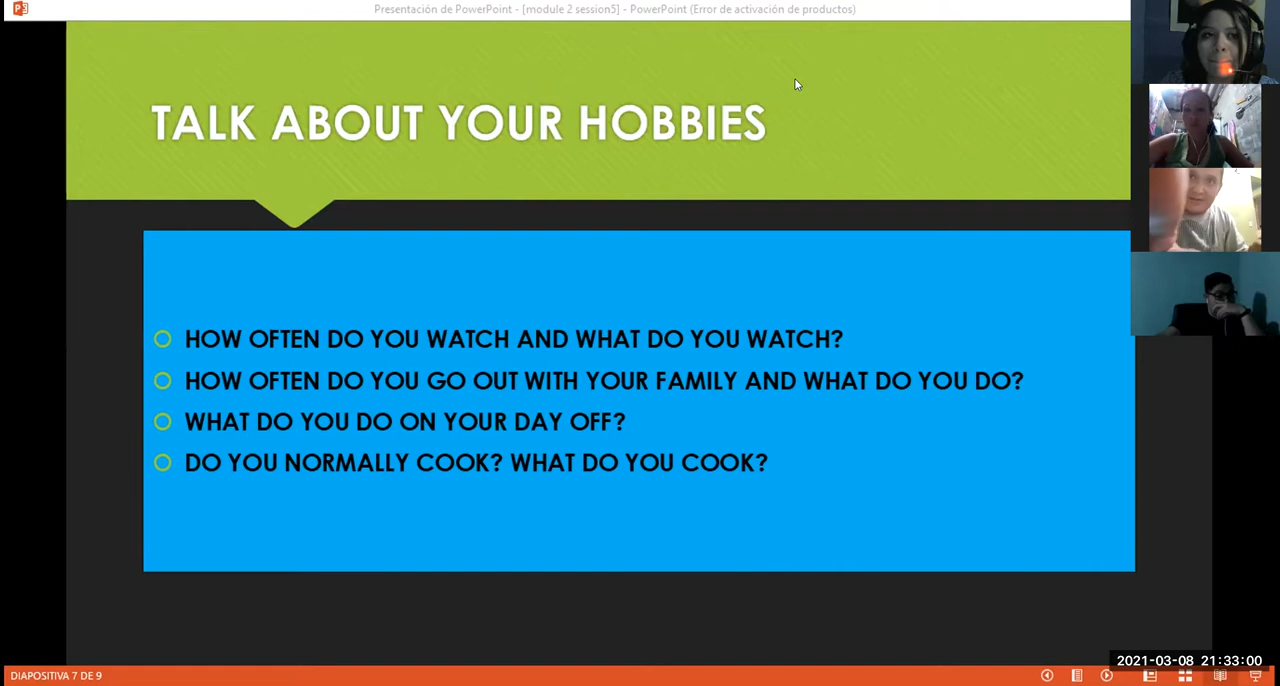 Presentación de PowerPoint - [module 2 session5] - PowerPoint (Error de activación de productos)
TALK ABOUT YOUR HOBBIES
HOW OFTEN DO YOU WATCH AND WHAT DO YOU WATCH?
HOW OFTEN DO YOU GO OUT WITH YOUR FAMILY AND WHAT DO YOU DO?
WHAT DO YOU DO ON YOUR DAY OFF?
DO YOU NORMALLY COOK? WHAT DO YOU COOK?
2021-03-08 21:33:00
DIAPOSITIVA 7 DE 9